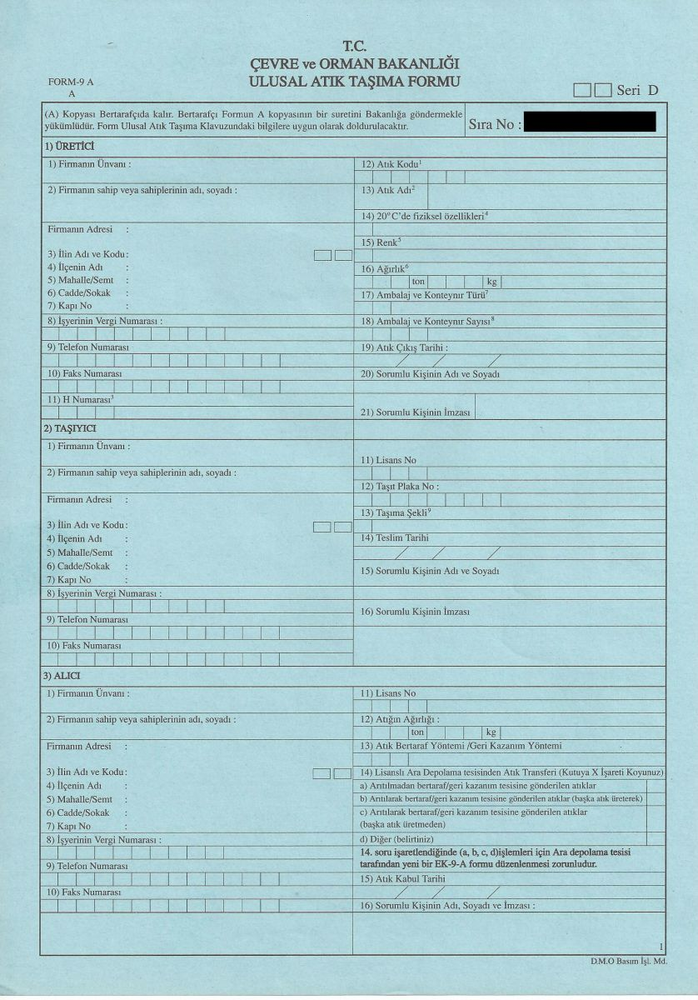 T.C.
ÇEVRE ve ORMAN BAKANLIĞI
ULUSAL ATIK TAŞIMA FORMU
FORM-9 A
A
Seri D
(A) Kopyası Bertarafçıda kalır. Bertarafçı Formun A kopyasının bir suretini Bakanlığa göndermekle
yükümlüdür. Form Ulusal Atık Taşıma Klavuzundaki bilgilere uygun olarak doldurulacaktır.
Sıra No :
1) ÜRETİCİ
1) Firmanın Ünvanı :
2) Firmanın sahip veya sahiplerinin adı, soyadı :
Firmanın Adresi :
3) İlin Adı ve Kodu :
4) İlçenin Adı :
5) Mahalle/Semt :
6) Cadde/Sokak :
7) Kapı No :
8) İşyerinin Vergi Numarası :
9) Telefon Numarası
10) Faks Numarası
11) H Numarası³
12) Atık Kodu¹
13) Atık Adı²
14) 20°C'de fiziksel özellikleri⁴
15) Renk⁵
16) Ağırlık⁶
ton kg
17) Ambalaj ve Konteynır Türü⁷
18) Ambalaj ve Konteynır Sayısı⁸
19) Atık Çıkış Tarihi :
/ / /
20) Sorumlu Kişinin Adı ve Soyadı
21) Sorumlu Kişinin İmzası
2) TAŞIYICI
1) Firmanın Ünvanı :
2) Firmanın sahip veya sahiplerinin adı, soyadı :
Firmanın Adresi :
3) İlin Adı ve Kodu :
4) İlçenin Adı :
5) Mahalle/Semt :
6) Cadde/Sokak :
7) Kapı No :
8) İşyerinin Vergi Numarası :
9) Telefon Numarası
10) Faks Numarası
11) Lisans No
12) Taşıt Plaka No :
13) Taşıma Şekli⁹
14) Teslim Tarihi
/ / /
15) Sorumlu Kişinin Adı ve Soyadı
16) Sorumlu Kişinin İmzası
3) ALICI
1) Firmanın Ünvanı :
2) Firmanın sahip veya sahiplerinin adı, soyadı :
Firmanın Adresi :
3) İlin Adı ve Kodu :
4) İlçenin Adı :
5) Mahalle/Semt :
6) Cadde/Sokak :
7) Kapı No :
8) İşyerinin Vergi Numarası :
9) Telefon Numarası
10) Faks Numarası
11) Lisans No
12) Atığın Ağırlığı :
ton kg
13) Atık Bertaraf Yöntemi /Geri Kazanım Yöntemi
14) Lisanslı Ara Depolama tesisinden Atık Transferi (Kutuya X İşareti Koyunuz)
a) Arıtılmadan bertaraf/geri kazanım tesisine gönderilen atıklar
b) Arıtılarak bertaraf/geri kazanım tesisine gönderilen atıklar (başka atık üreterek)
c) Arıtılarak bertaraf/geri kazanım tesisine gönderilen atıklar
(başka atık üretmeden)
d) Diğer (belirtiniz)
14. soru işaretlendiğinde (a, b, c, d)işlemleri için Ara depolama tesisi
tarafından yeni bir EK-9-A formu düzenlenmesi zorunludur.
15) Atık Kabul Tarihi
/ / /
16) Sorumlu Kişinin Adı, Soyadı ve İmzası :
1
D.M.O Basım İşl. Md.